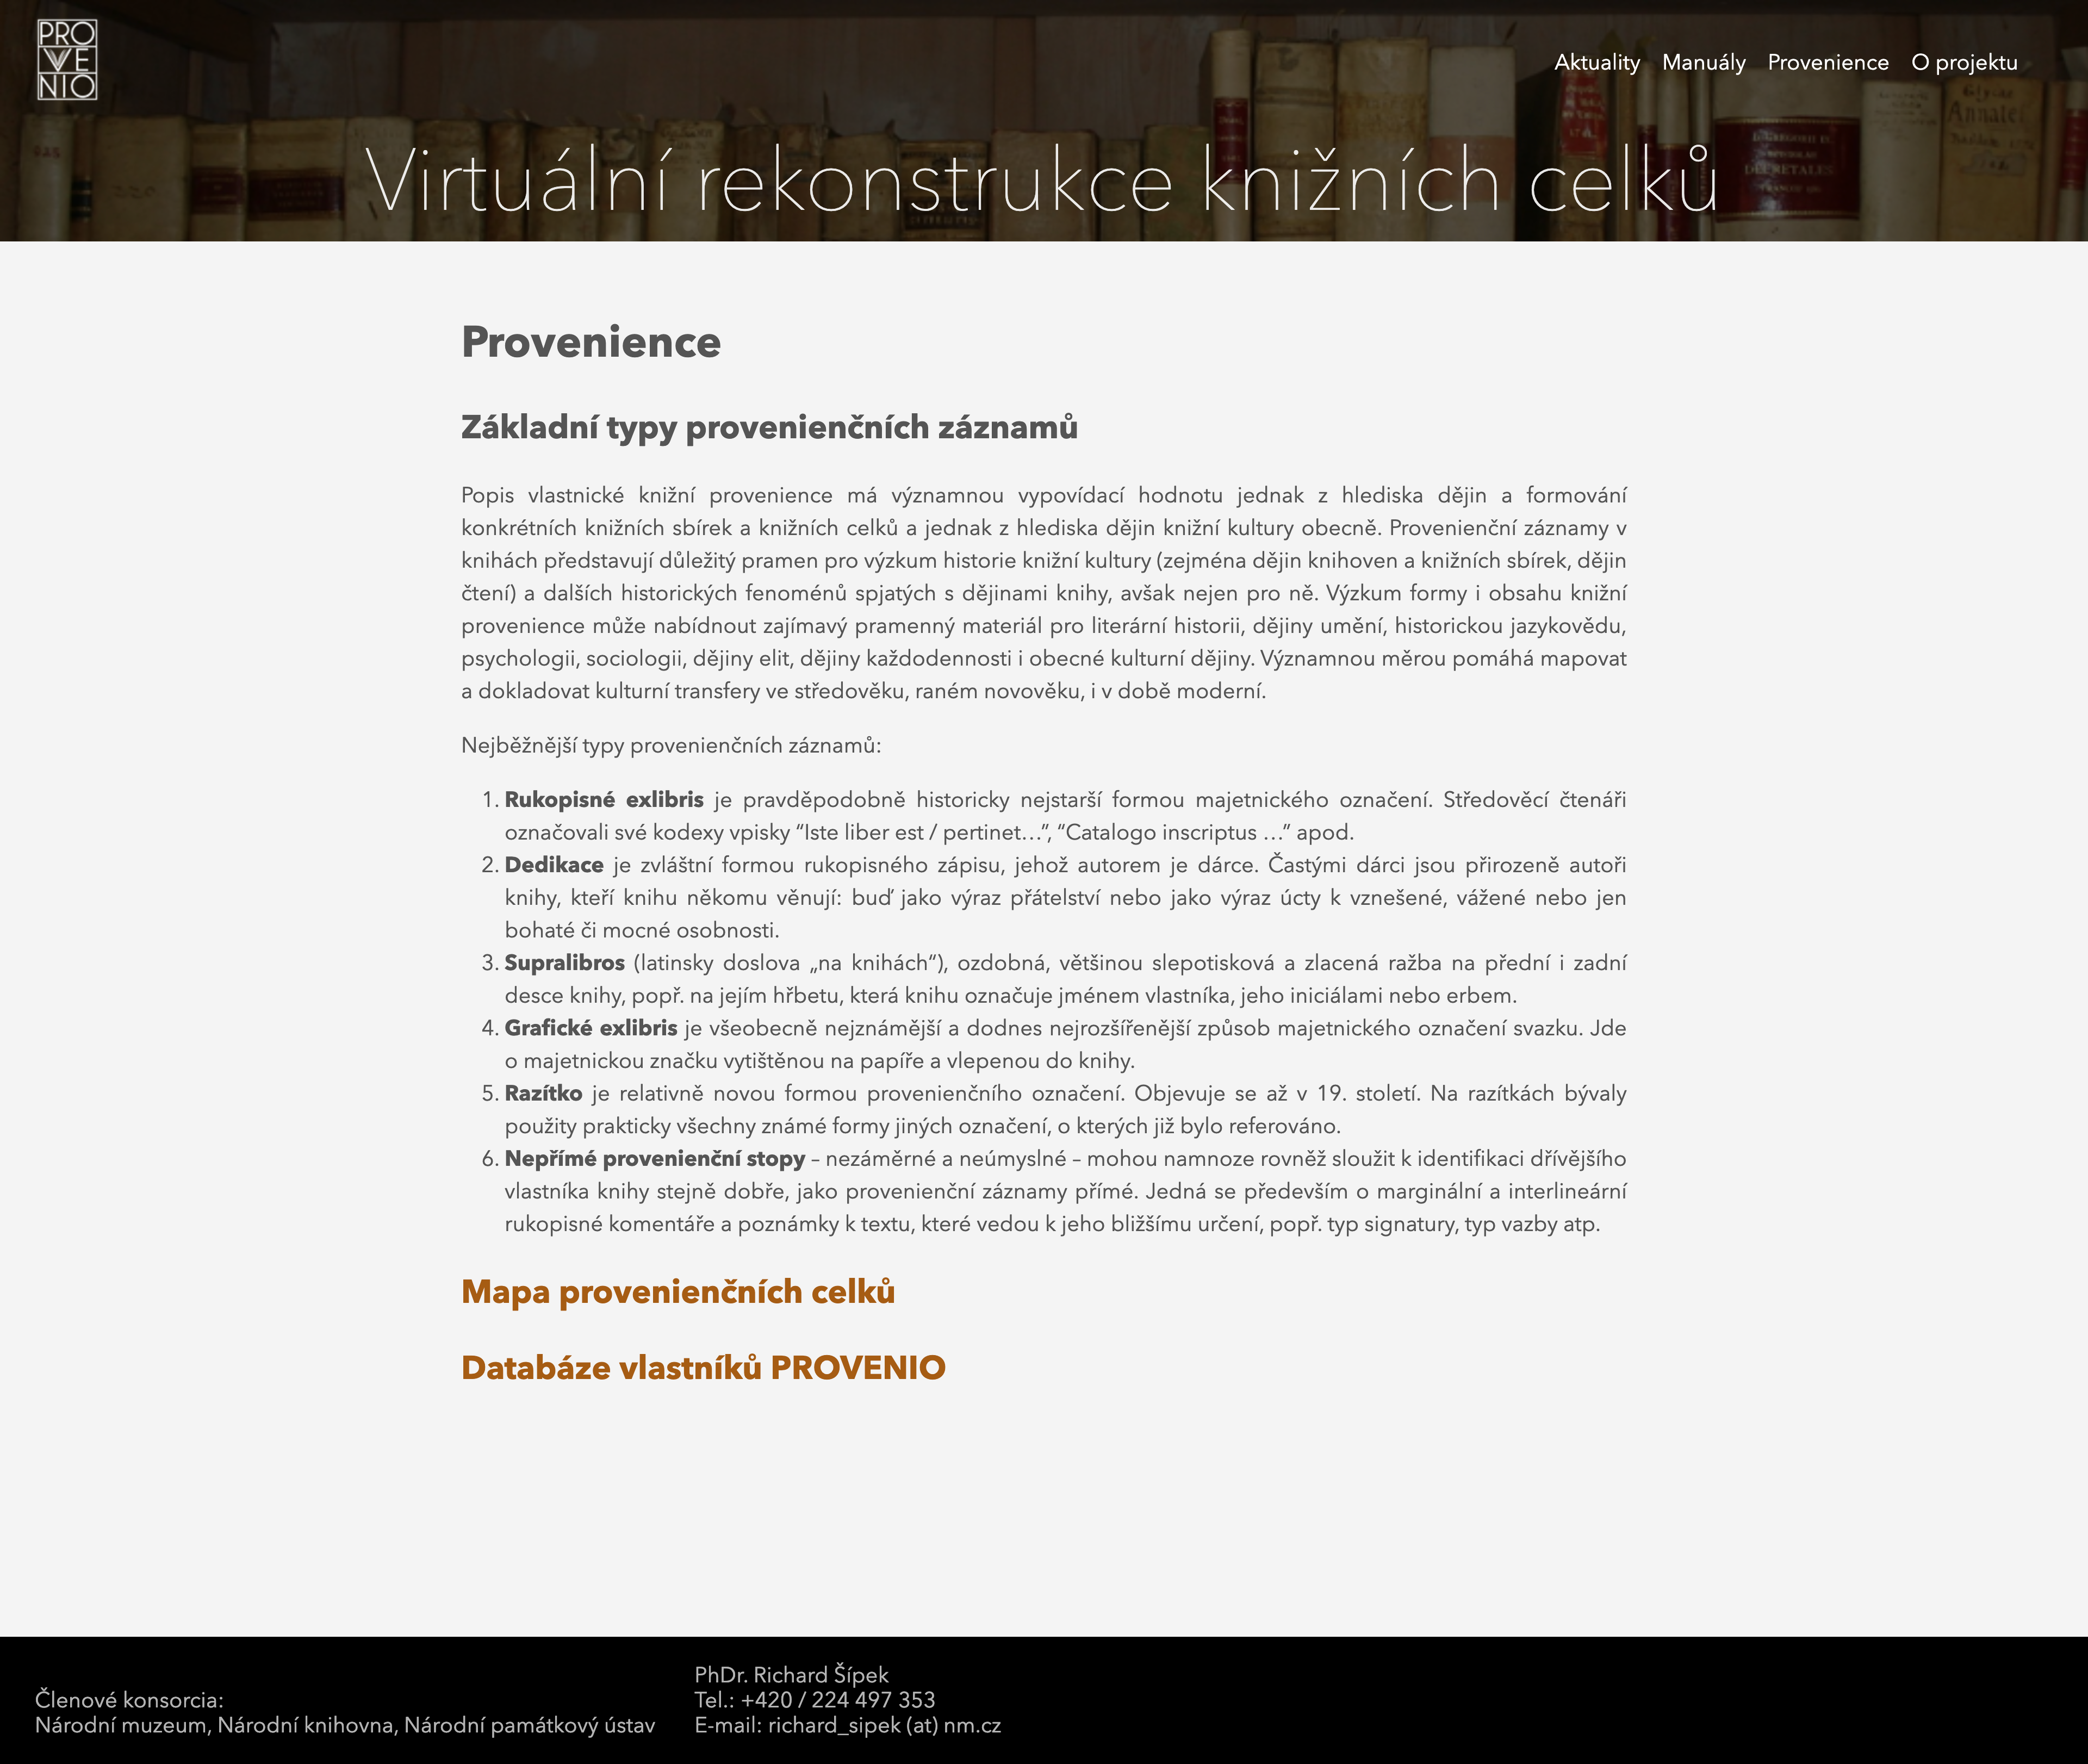 PRO
VE
NIO
Aktuality Manuály Provenience O projektu
Virtuální rekonstrukce knižních celků
Provenience
Základní typy provenienčních záznamů
Popis vlastnické knižní provenience má významnou vypovídací hodnotu jednak z hlediska dějin a formování
konkrétních knižních sbírek a knižních celků a jednak z hlediska dějin knižní kultury obecně. Provenienční záznamy v
knihách představují důležitý pramen pro výzkum historie knižní kultury (zejména dějin knihoven a knižních sbírek, dějin
čtení) a dalších historických fenoménů spjatých s dějinami knihy, avšak nejen pro ně. Výzkum formy i obsahu knižní
provenience může nabídnout zajímavý pramenný materiál pro literární historii, dějiny umění, historickou jazykovědu,
psychologii, sociologii, dějiny elit, dějiny každodennosti i obecné kulturní dějiny. Významnou měrou pomáhá mapovat
a dokladovat kulturní transfery ve středověku, raném novověku, i v době moderní.
Nejběžnější typy provenienčních záznamů:
1. Rukopisné exlibris je pravděpodobně historicky nejstarší formou majetnického označení. Středověcí čtenáři
označovali své kodexy vpisky “Iste liber est / pertinet…”, “Catalogo inscriptus …” apod.
2. Dedikace je zvláštní formou rukopisného zápisu, jehož autorem je dárce. Častými dárci jsou přirozeně autoři
knihy, kteří knihu někomu věnují: buď jako výraz přátelství nebo jako výraz úcty k vznešené, vážené nebo jen
bohaté či mocné osobnosti.
3. Supralibros (latinsky doslova „na knihách“), ozdobná, většinou slepotisková a zlacená ražba na přední i zadní
desce knihy, popř. na jejím hřbetu, která knihu označuje jménem vlastníka, jeho iniciálami nebo erbem.
4. Grafické exlibris je všeobecně nejznámější a dodnes nejrozšířenější způsob majetnického označení svazku. Jde
o majetnickou značku vytištěnou na papíře a vlepenou do knihy.
5. Razítko je relativně novou formou provenienčního označení. Objevuje se až v 19. století. Na razítkách bývaly
použity prakticky všechny známé formy jiných označení, o kterých již bylo referováno.
6. Nepřímé provenienční stopy – nezáměrné a neúmyslné – mohou namnoze rovněž sloužit k identifikaci dřívějšího
vlastníka knihy stejně dobře, jako provenienční záznamy přímé. Jedná se především o marginální a interlineární
rukopisné komentáře a poznámky k textu, které vedou k jeho bližšímu určení, popř. typ signatury, typ vazby atp.
Mapa provenienčních celků
Databáze vlastníků PROVENIO
Členové konsorcia:
Národní muzeum, Národní knihovna, Národní památkový ústav
PhDr. Richard Šípek
Tel.: +420 / 224 497 353
E-mail: richard_sipek (at) nm.cz